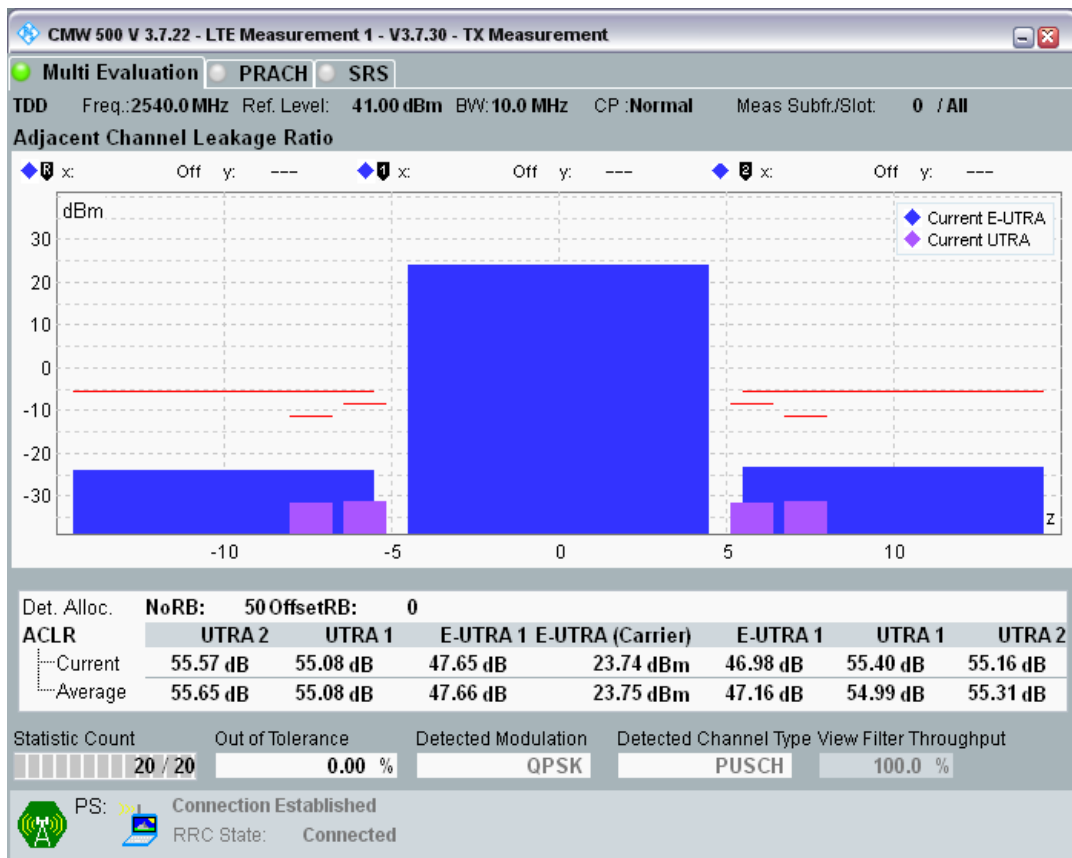 CMW 500 V 3.7.22 - LTE Measurement 1 - V3.7.30 - TX Measurement
Multi Evaluation PRACH SRS
TDD Freq.:2540.0 MHz Ref. Level: 41.00 dBm BW:10.0 MHz CP :Normal Meas Subfr./Slot: 0 / All
Adjacent Channel Leakage Ratio
R x: Off y: --- 1 x: Off y: --- 2 x: Off y: ---
dBm
Current E-UTRA
Current UTRA
30
20
10
0
-10
-20
-30
z
-10 -5 0 5 10
Det. Alloc. NoRB: 50 OffsetRB: 0
ACLR UTRA 2 UTRA 1 E-UTRA 1 E-UTRA (Carrier) E-UTRA 1 UTRA 1 UTRA 2
Current 55.57 dB 55.08 dB 47.65 dB 23.74 dBm 46.98 dB 55.40 dB 55.16 dB
Average 55.65 dB 55.08 dB 47.66 dB 23.75 dBm 47.16 dB 54.99 dB 55.31 dB
Statistic Count Out of Tolerance Detected Modulation Detected Channel Type View Filter Throughput
20 / 20 0.00 % QPSK PUSCH 100.0 %
PS: Connection Established
RRC State: Connected